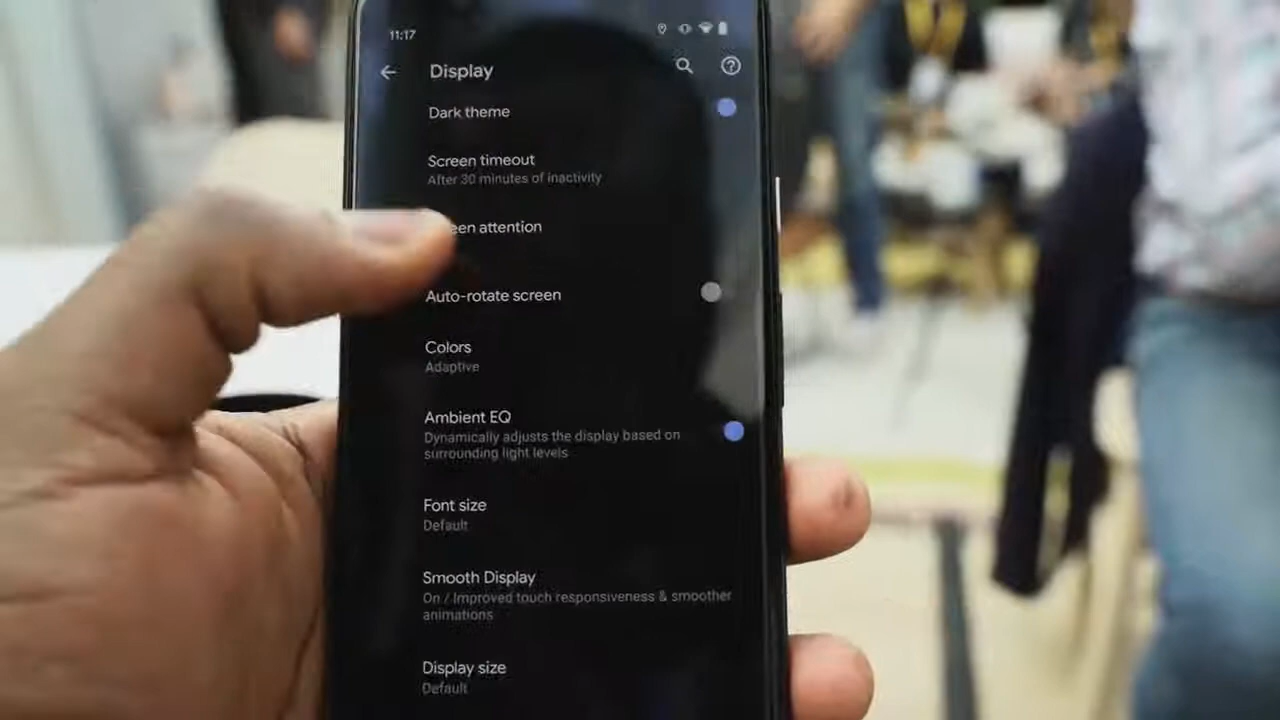 11:17
Display
Dark theme
Screen timeout
After 30 minutes of inactivity
een attention
Auto-rotate screen
Colors
Adaptive
Ambient EQ
Dynamically adjusts the display based on
surrounding light levels
Font size
Default
Smooth Display
On / Improved touch responsiveness & smoother
animations
Display size
Default